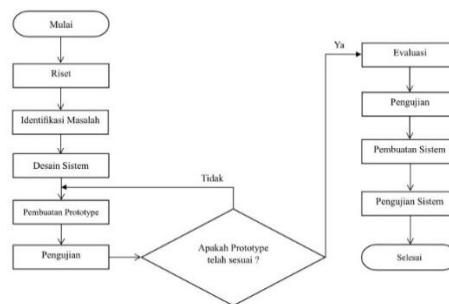 Mulai
Riset
Identifikasi Masalah
Desain Sistem
Tidak
Pembuatan Prototype
Pengujian
Apakah Prototype
telah sesuai ?
Ya
Evaluasi
Pengujian
Pembuatan Sistem
Pengujian Sistem
Selesai